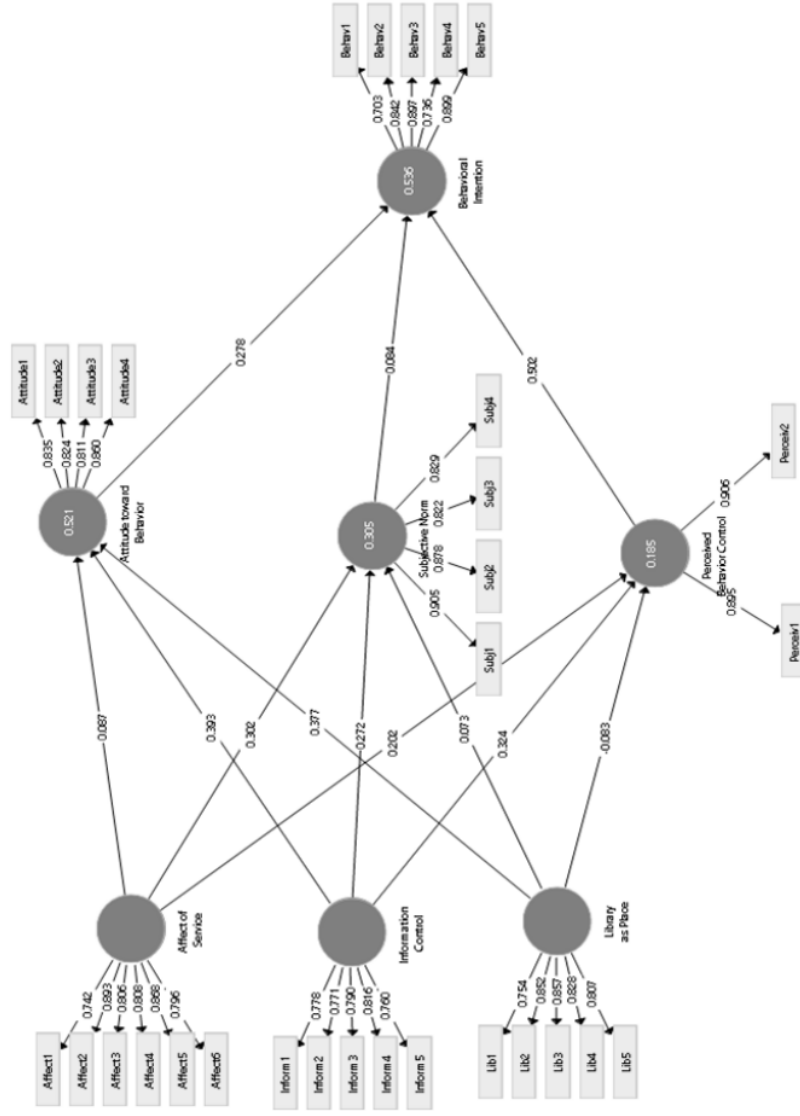 Affect1
Affect2
Affect3
Affect4
Affect5
Affect6
0.742
0.893
0.806
0.808
0.868
0.796
Affect of
Service
Inform 1
Inform 2
Inform 3
Inform 4
Inform 5
0.778
0.771
0.790
0.816
0.760
Information
Control
Lib1
Lib2
Lib3
Lib4
Lib5
0.754
0.852
0.857
0.828
0.807
Library
as Place
0.087
0.393
0.302
0.377
0.272
0.202
0.073
0.324
-0.083
Attitude1
Attitude2
Attitude3
Attitude4
0.835
0.824
0.811
0.860
0.521
Attitude toward
Behavior
0.305
Subjective Norm
0.905
0.878
0.822
0.829
Subj1
Subj2
Subj3
Subj4
0.185
Perceived
Behavior Control
0.895
0.906
Perceiv1
Perceiv2
0.278
0.084
0.502
0.536
Behavioral
Intention
0.703
0.842
0.897
0.735
0.899
Behav1
Behav2
Behav3
Behav4
Behav5